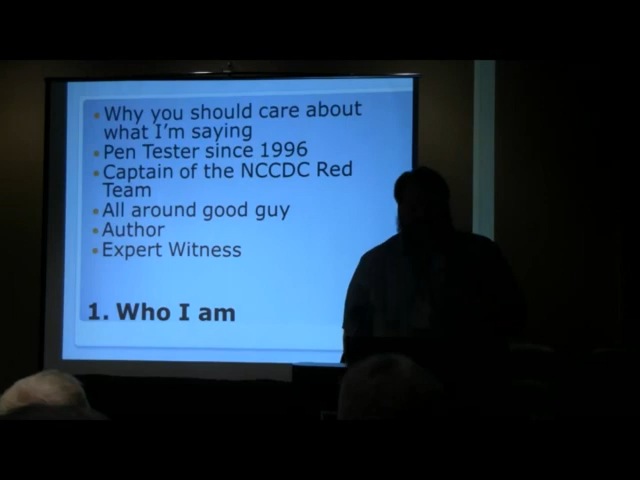 Why you should care about
what I'm saying
Pen Tester since 1996
Captain of the NCCDC Red
Team
All around good guy
Author
Expert Witness
1. Who I am